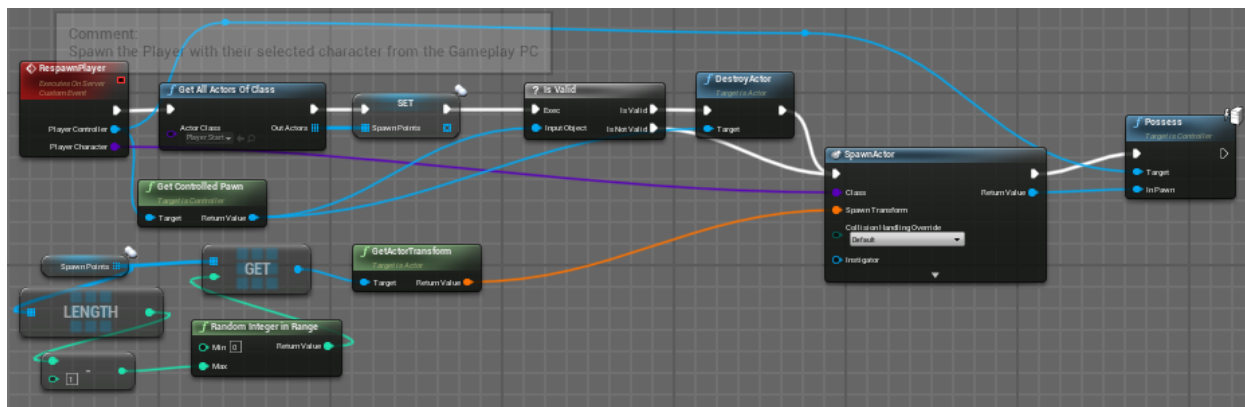 Comment:
Spawn the Player with their selected character from the Gameplay PC
RespawnPlayer
Executes On Server
Custom Event
Player Controller
Player Character
Get All Actors Of Class
Actor Class
Player Start
Out Actors
SET
SpawnPoints
Is Valid
Exec
Is Valid
Input Object
Is Not Valid
DestroyActor
Target is Actor
Target
SpawnActor
Class
Return Value
Spawn Transform
Collision Handling Override
Default
Instigator
Possess
Target is Controller
Target
In Pawn
Get Controlled Pawn
Target is Controller
Target
Return Value
SpawnPoints
GET
GetActorTransform
Target is Actor
Target
Return Value
LENGTH
Random Integer in Range
Min 0
Return Value
Max
-
1